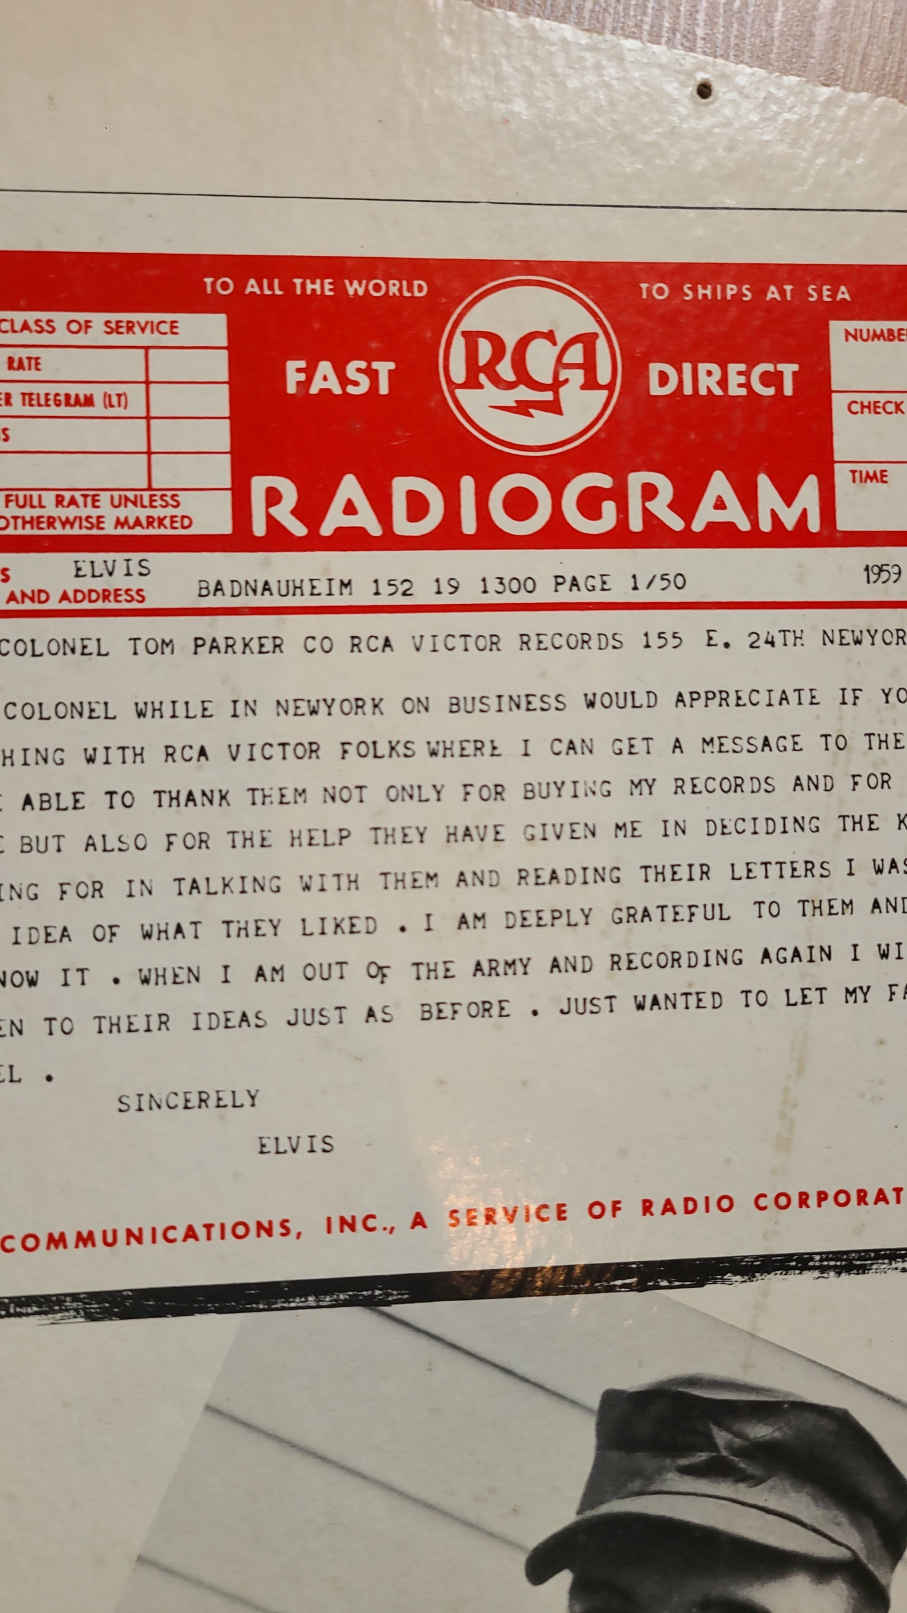 TO ALL THE WORLD
TO SHIPS AT SEA
CLASS OF SERVICE
RATE
ER TELEGRAM (LT)
S
FULL RATE UNLESS
OTHERWISE MARKED
FAST
RCA
DIRECT
RADIOGRAM
NUMBE
CHECK
TIME
S ELVIS
AND ADDRESS
BADNAUHEIM 152 19 1300 PAGE 1/50
1959
COLONEL TOM PARKER CO RCA VICTOR RECORDS 155 E. 24TH NEWYOR
COLONEL WHILE IN NEWYORK ON BUSINESS WOULD APPRECIATE IF YO
HING WITH RCA VICTOR FOLKS WHERE I CAN GET A MESSAGE TO THE
E ABLE TO THANK THEM NOT ONLY FOR BUYING MY RECORDS AND FOR
E BUT ALSO FOR THE HELP THEY HAVE GIVEN ME IN DECIDING THE K
ING FOR IN TALKING WITH THEM AND READING THEIR LETTERS I WAS
IDEA OF WHAT THEY LIKED . I AM DEEPLY GRATEFUL TO THEM AND
NOW IT . WHEN I AM OUT OF THE ARMY AND RECORDING AGAIN I WI
EN TO THEIR IDEAS JUST AS BEFORE . JUST WANTED TO LET MY FA
EL .
SINCERELY
ELVIS
COMMUNICATIONS, INC., A SERVICE OF RADIO CORPORAT